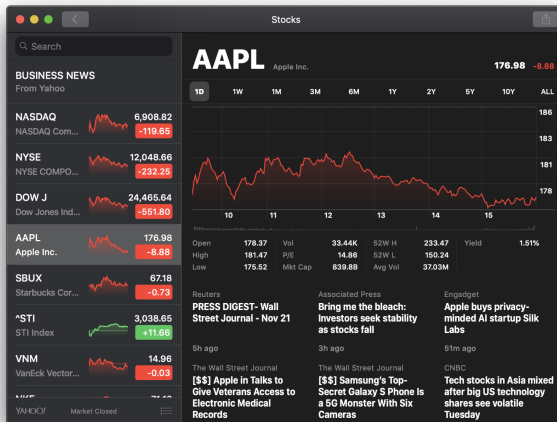 Stocks
Search
BUSINESS NEWS
From Yahoo
NASDAQ 6,908.82
NASDAQ Com... -119.65
NYSE 12,048.66
NYSE COMPO... -232.25
DOW J 24,465.64
Dow Jones Ind... -551.80
AAPL 176.98
Apple Inc. -8.88
SBUX 67.18
Starbucks Cor... -0.73
^STI 3,038.65
STI Index +11.66
VNM 14.96
VanEck Vector... -0.03
YAHOO! Market Closed
AAPL Apple Inc. 176.98 -8.88
1D 1W 1M 3M 6M 1Y 2Y 5Y 10Y ALL
186
183
181
178
10 11 12 13 14 15
Open 178.37 Vol 33.44K 52W H 233.47 Yield 1.51%
High 181.47 P/E 14.86 52W L 150.24
Low 175.52 Mkt Cap 839.8B Avg Vol 37.03M
Reuters
PRESS DIGEST- Wall
Street Journal - Nov 21
5h ago
Associated Press
Bring me the bleach:
Investors seek stability
as stocks fall
3h ago
Engadget
Apple buys privacy-
minded AI startup Silk
Labs
51m ago
The Wall Street Journal
[$$] Apple in Talks to
Give Veterans Access to
Electronic Medical
Records
The Wall Street Journal
[$$] Samsung's Top-
Secret Galaxy S Phone Is
a 5G Monster With Six
Cameras
CNBC
Tech stocks in Asia mixed
after big US technology
shares see volatile
Tuesday